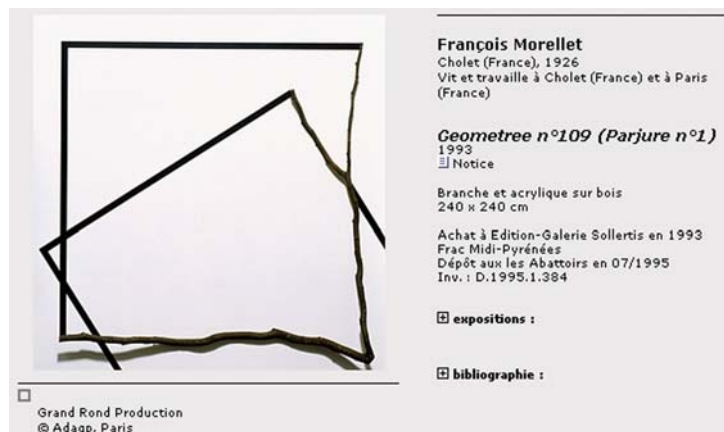 François Morellet
Cholet (France), 1926
Vit et travaille à Cholet (France) et à Paris
(France)
Geometree n°109 (Parjure n°1)
1993
Notice
Branche et acrylique sur bois
240 x 240 cm
Achat à Edition-Galerie Sollertis en 1993
Frac Midi-Pyrénées
Dépôt aux les Abattoirs en 07/1995
Inv. : D.1995.1.384
expositions :
bibliographie :
Grand Rond Production
© Adagp, Paris